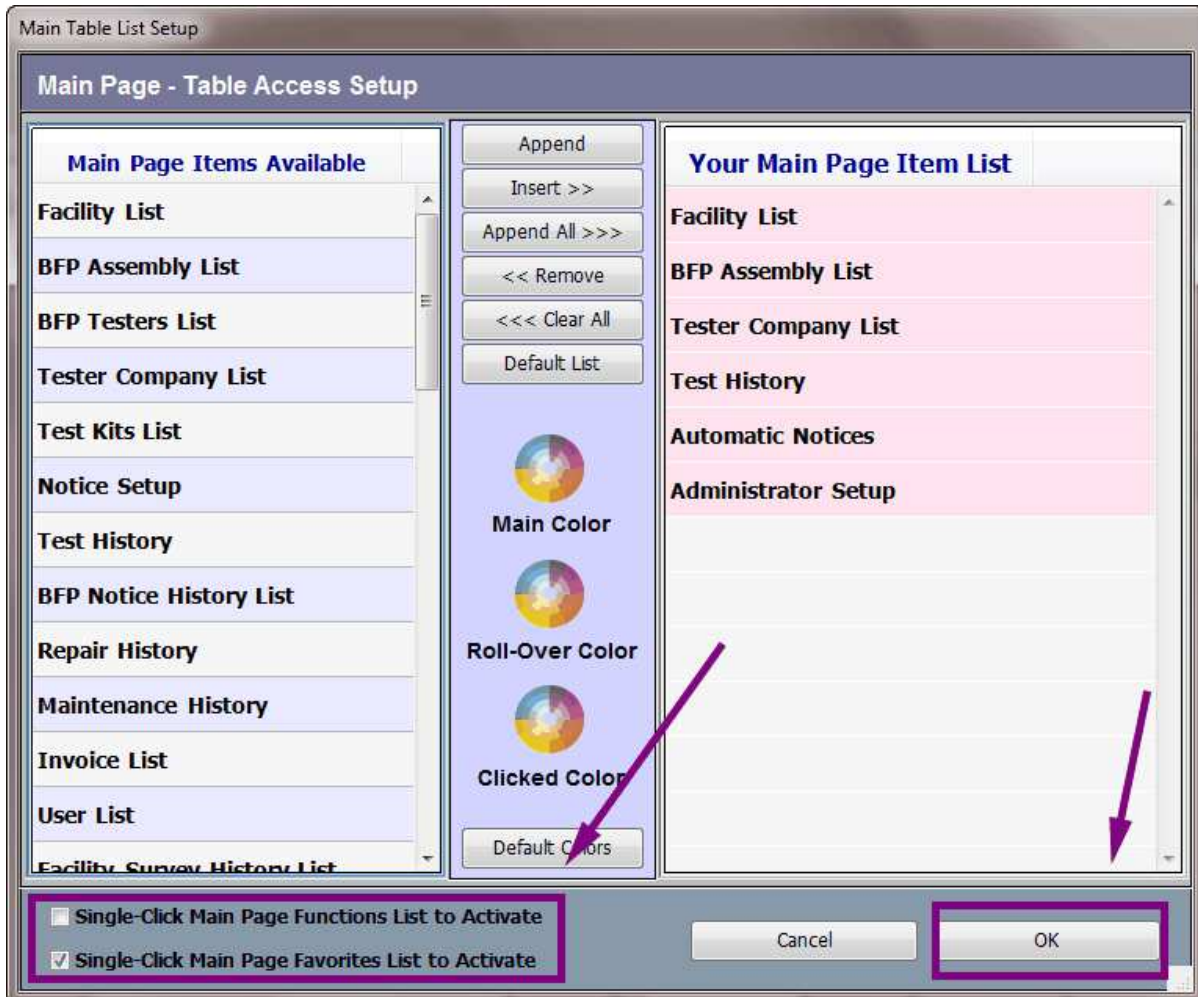 Main Table List Setup
Main Page - Table Access Setup
Main Page Items Available
Facility List
BFP Assembly List
BFP Testers List
Tester Company List
Test Kits List
Notice Setup
Test History
BFP Notice History List
Repair History
Maintenance History
Invoice List
User List
Facility Survey History List
Append
Insert >>
Append All >>>
<< Remove
<<< Clear All
Default List
Main Color
Roll-Over Color
Clicked Color
Default Colors
Your Main Page Item List
Facility List
BFP Assembly List
Tester Company List
Test History
Automatic Notices
Administrator Setup
Single-Click Main Page Functions List to Activate
Single-Click Main Page Favorites List to Activate
Cancel
OK